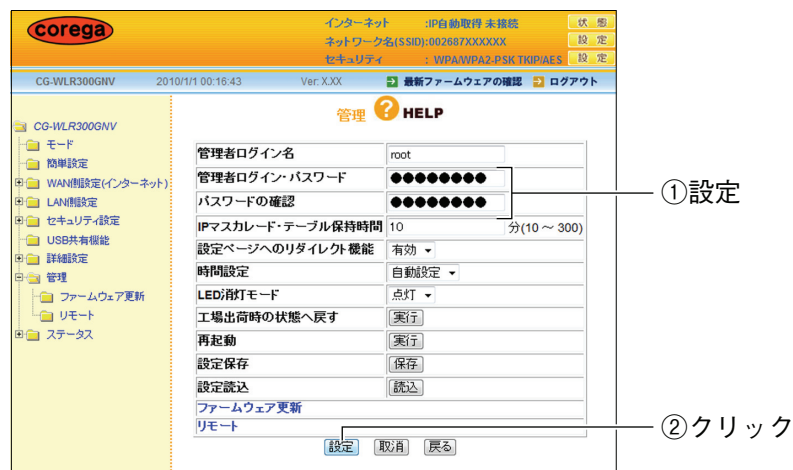 corega
インターネット :IP自動取得 未接続 状 態
ネットワーク名(SSID):002687XXXXXX 設 定
セキュリティ : WPA/WPA2-PSK TKIP/AES 設 定
CG-WLR300GNV 2010/1/1 00:16:43 Ver. X.XX 最新ファームウェアの確認 ログアウト
管理 ? HELP
CG-WLR300GNV
モード
簡単設定
WAN側設定(インターネット)
LAN側設定
セキュリティ設定
USB共有機能
詳細設定
管理
ファームウェア更新
リモート
ステータス
管理者ログイン名 root
管理者ログイン・パスワード ●●●●●●●●
パスワードの確認 ●●●●●●●●
①設定
IPマスカレード・テーブル保持時間 10 分(10 ~ 300)
設定ページへのリダイレクト機能 有効
時間設定 自動設定
LED消灯モード 点灯
工場出荷時の状態へ戻す 実行
再起動 実行
設定保存 保存
設定読込 読込
ファームウェア更新
リモート
設定 取消 戻る
②クリック